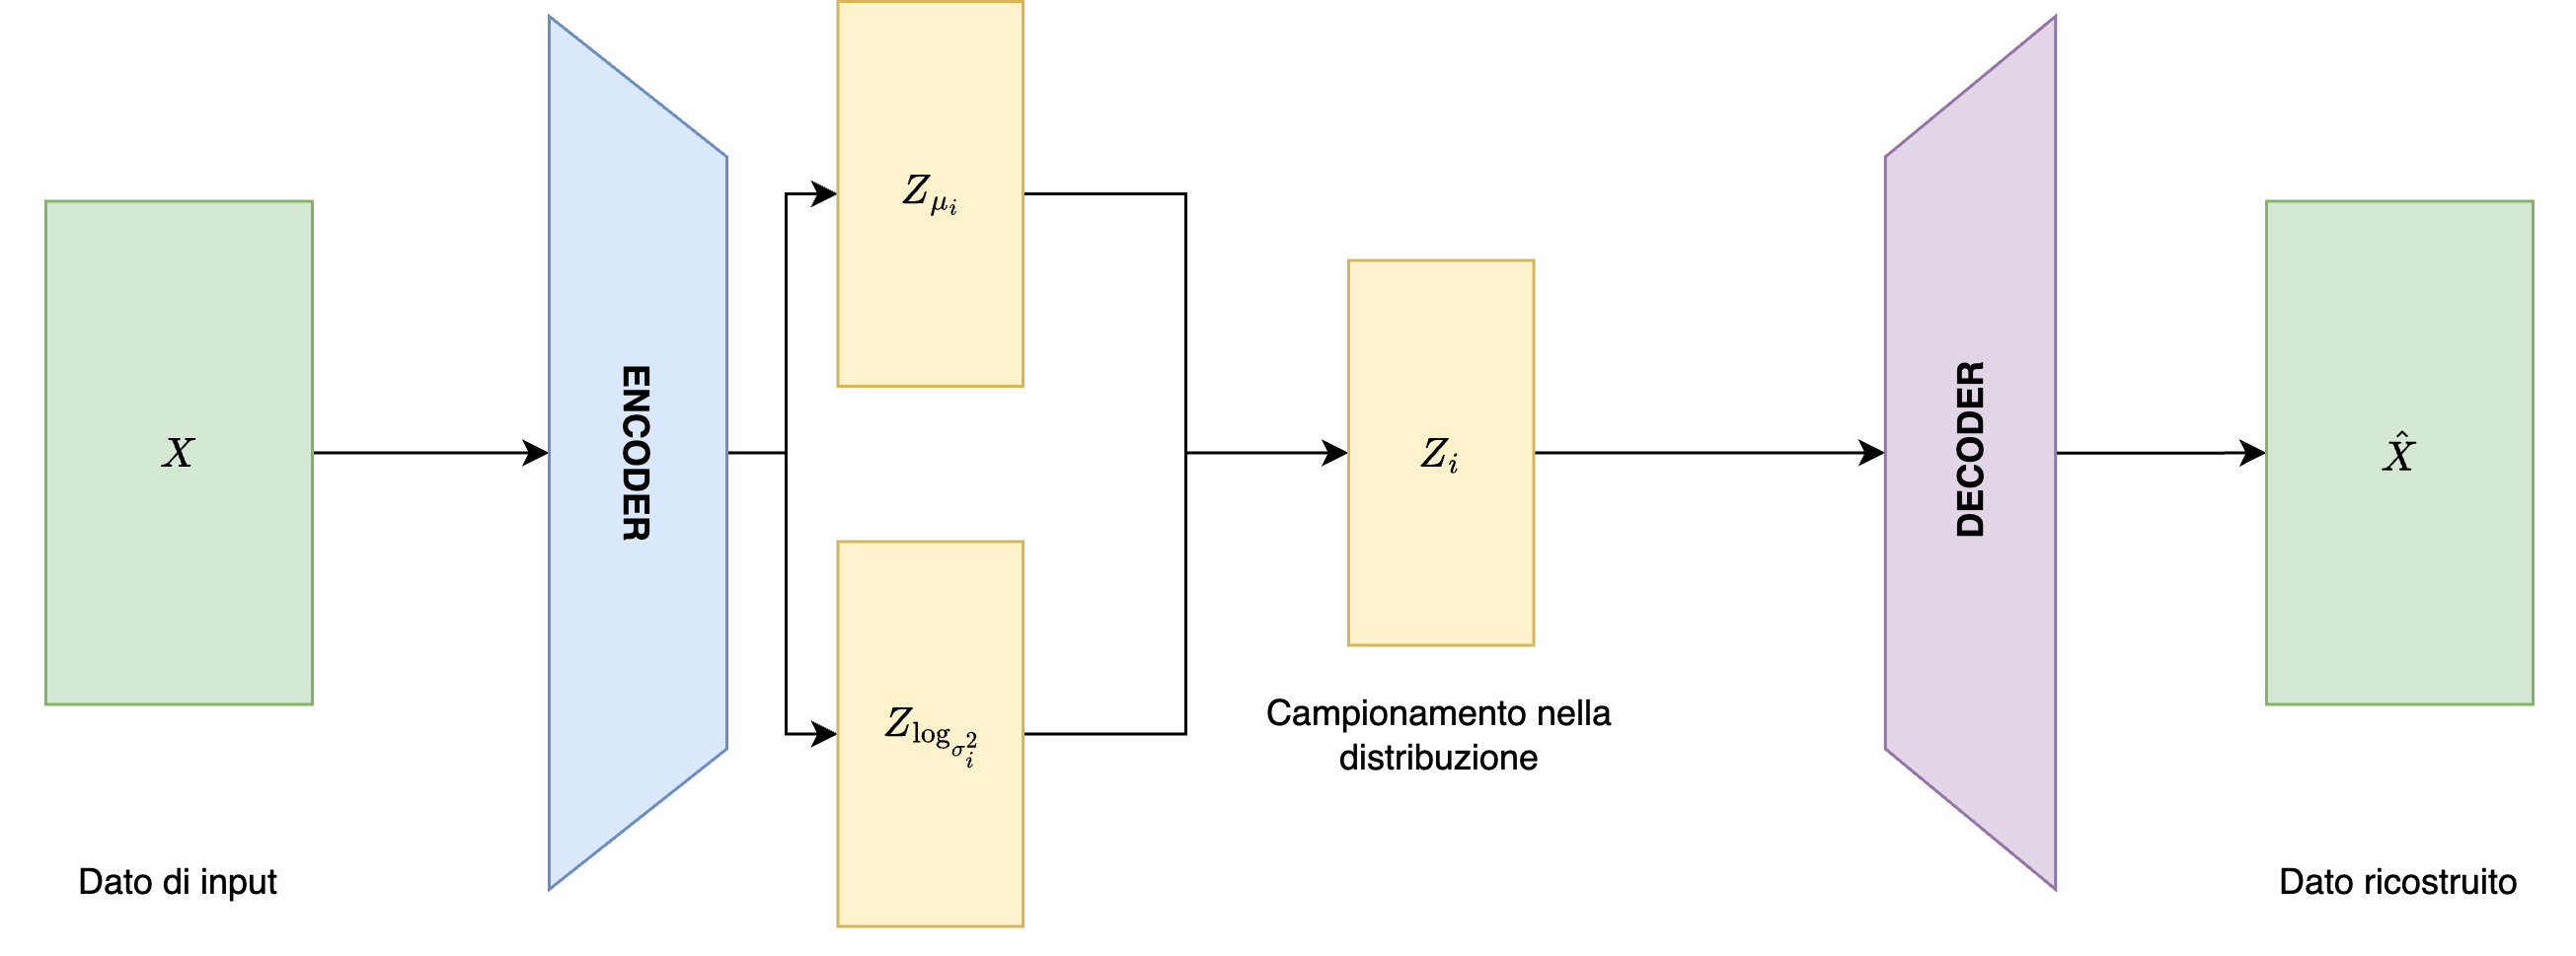 X
Dato di input
ENCODER
Z_{μ_i}
Z_{log_{σ_i^2}}
Z_i
Campionamento nella
distribuzione
DECODER
X̂
Dato ricostruito